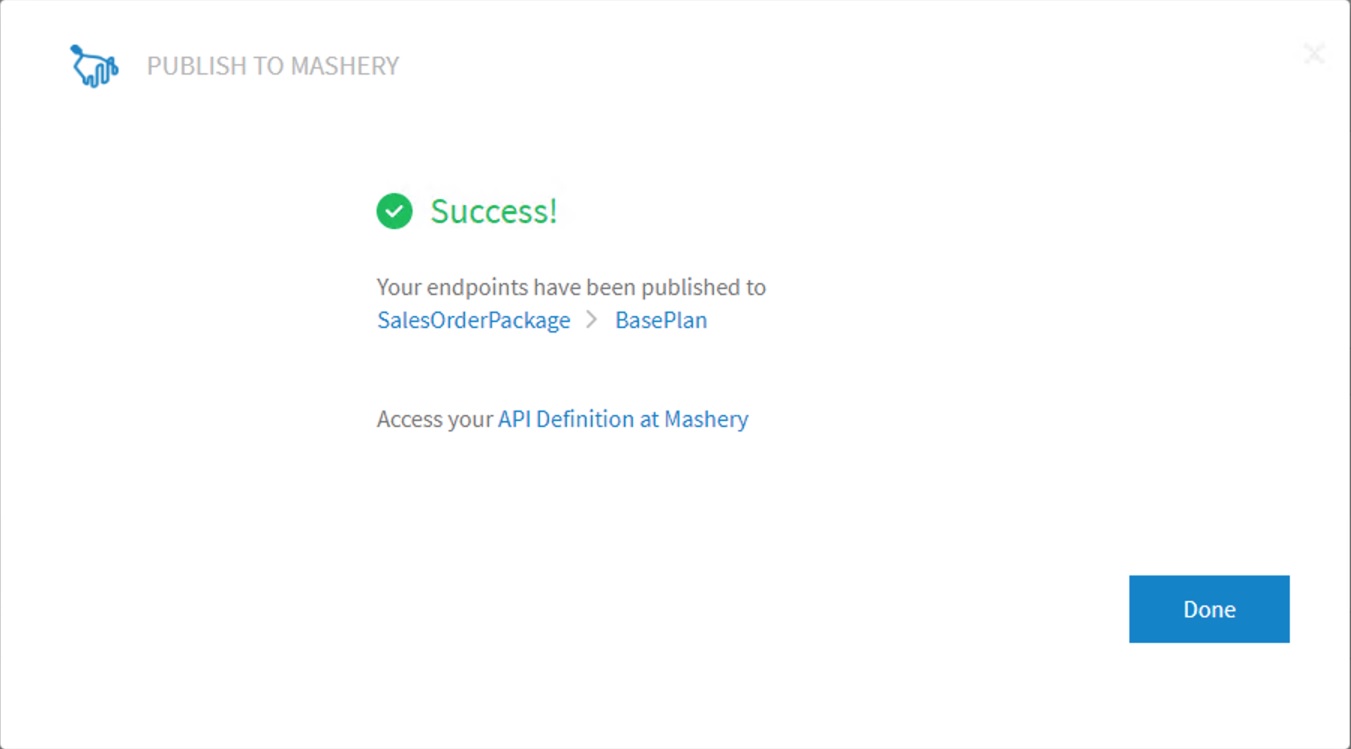 PUBLISH TO MASHERY
Success!
Your endpoints have been published to
SalesOrderPackage > BasePlan
Access your API Definition at Mashery
Done